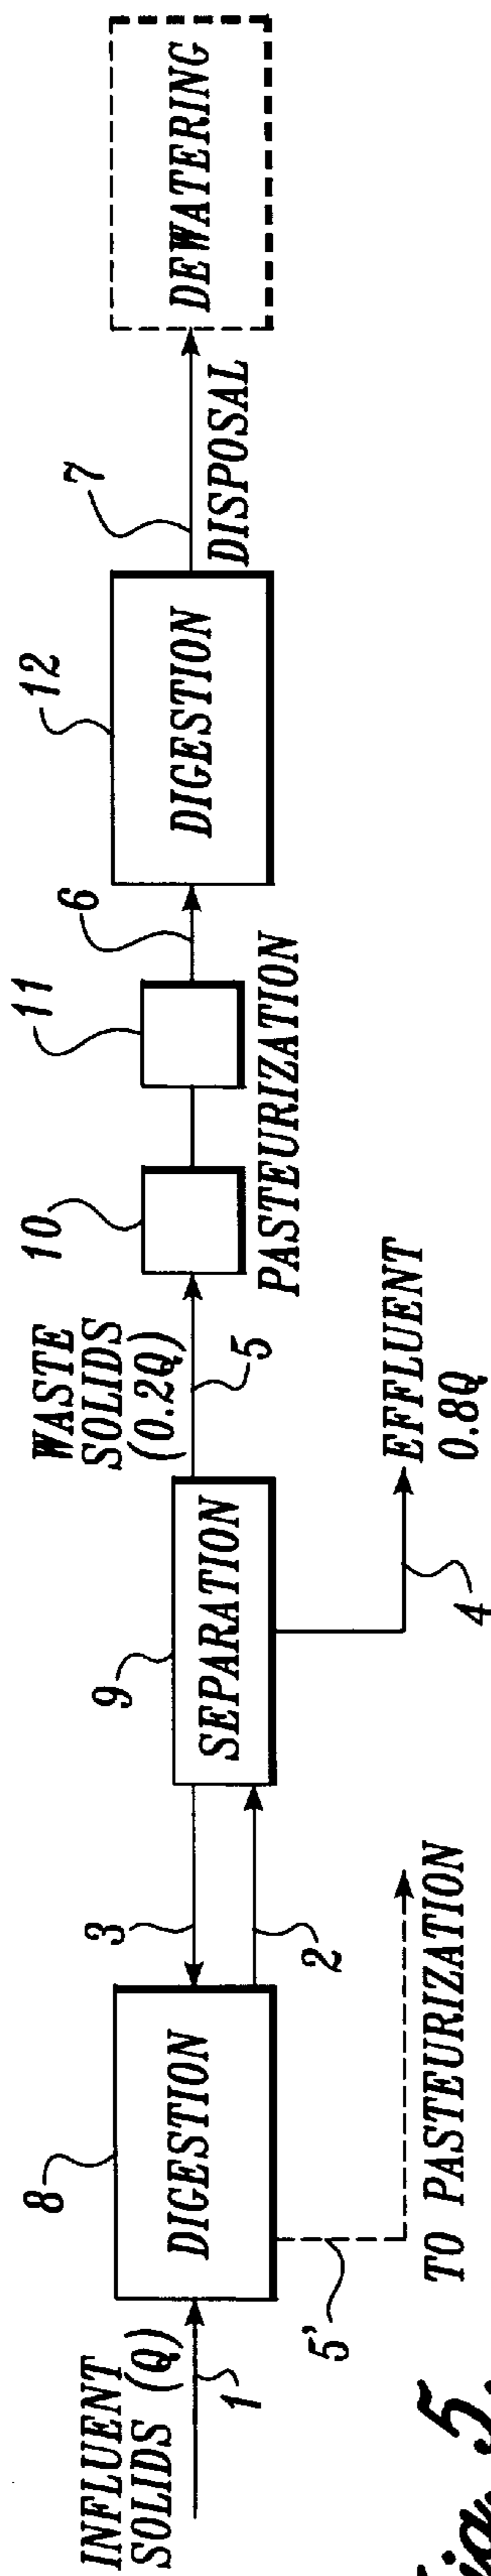 INFLUENT
SOLIDS (Q)
1
8
DIGESTION
5'
TO PASTEURIZATION
3
2
9
SEPARATION
4
EFFLUENT
0.8Q
WASTE
SOLIDS
(0.2Q)
5
10
11
PASTEURIZATION
6
12
DIGESTION
7
DISPOSAL
DEWATERING
Fig. 5.